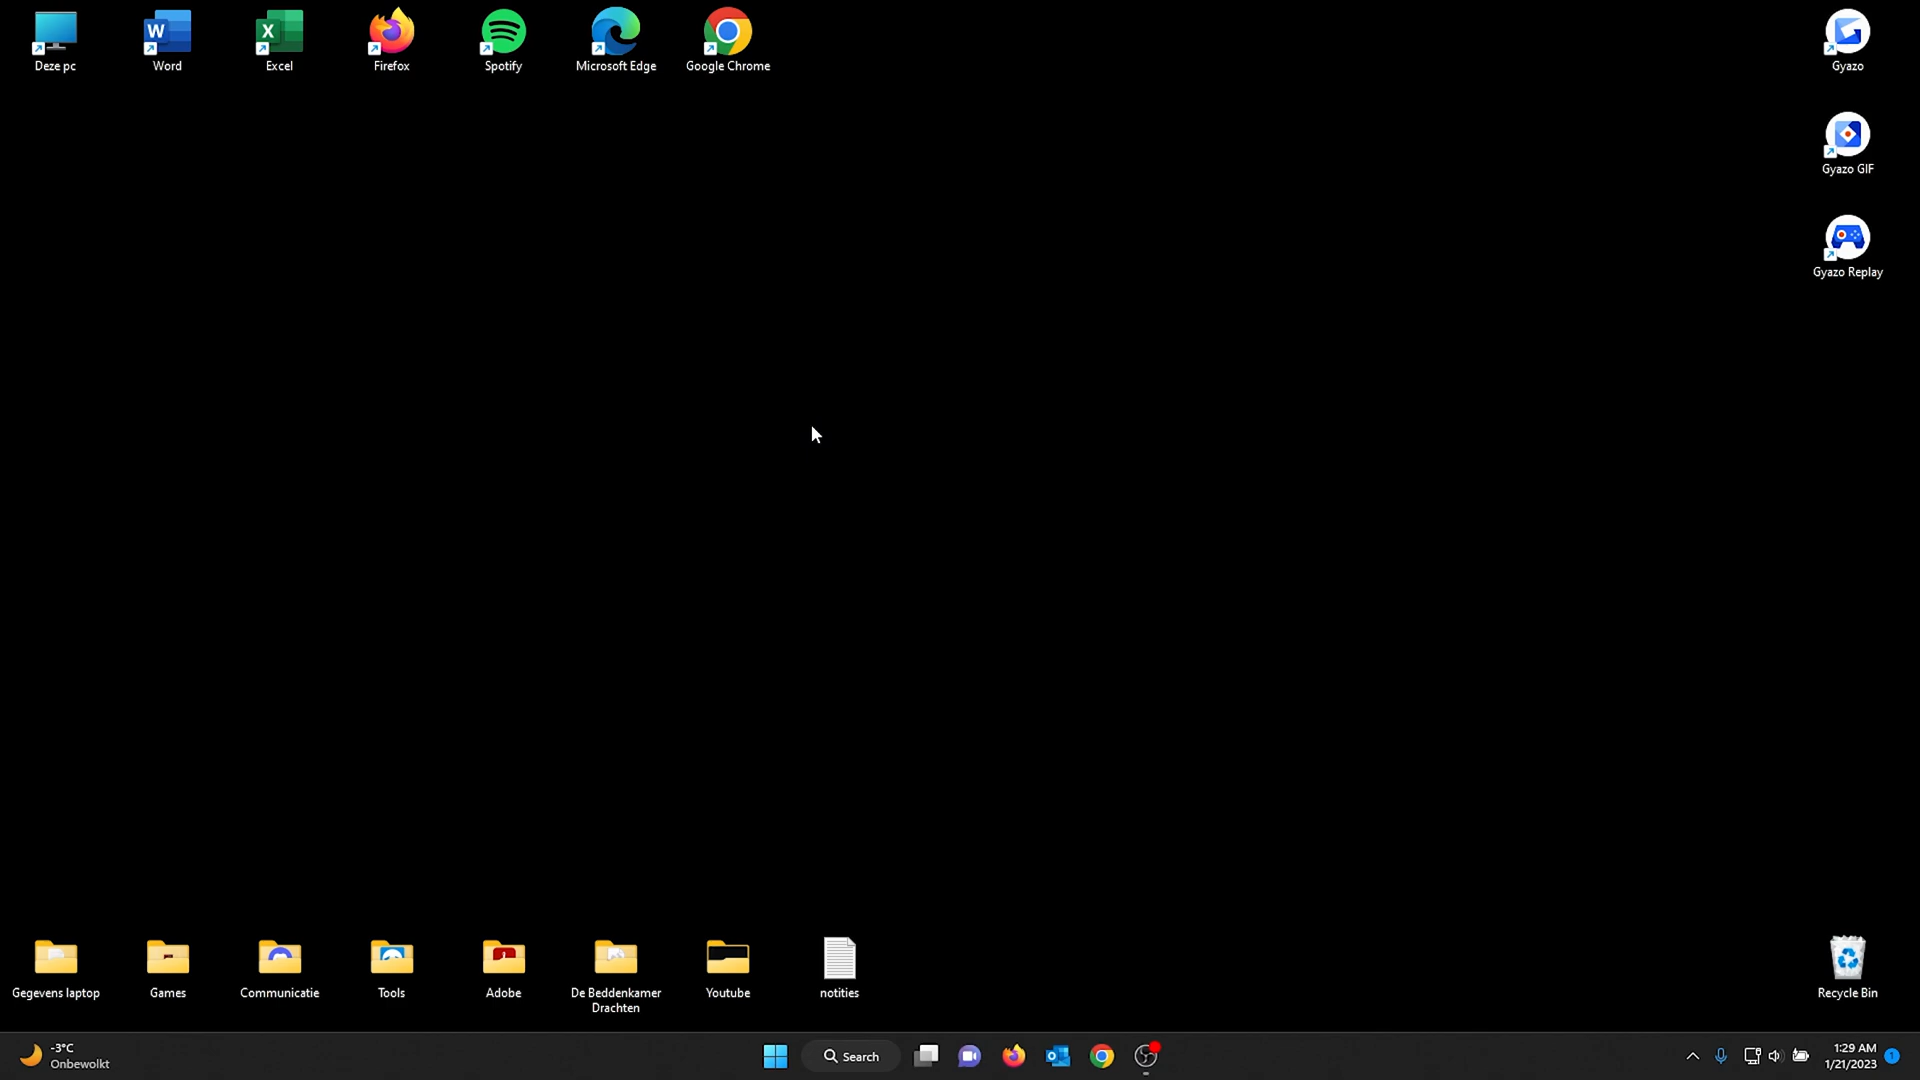 Deze pc
Word
Excel
Firefox
Spotify
Microsoft Edge
Google Chrome
Gyazo
Gyazo GIF
Gyazo Replay
Gegevens laptop
Games
Communicatie
Tools
Adobe
De Beddenkamer
Drachten
Youtube
notities
Recycle Bin
-3°C
Onbewolkt
Search
1:29 AM
1/21/2023
1